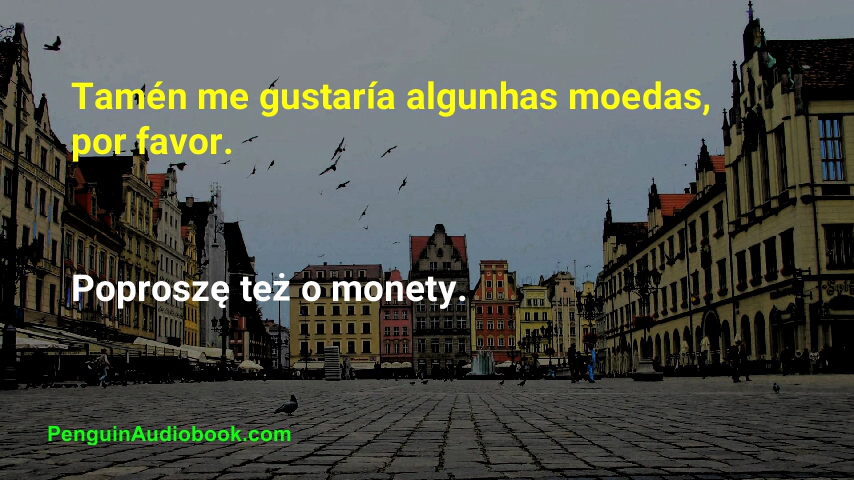 Tamén me gustaría algunhas moedas,
por favor.
Poproszę też o monety.
PenguinAudiobook.com